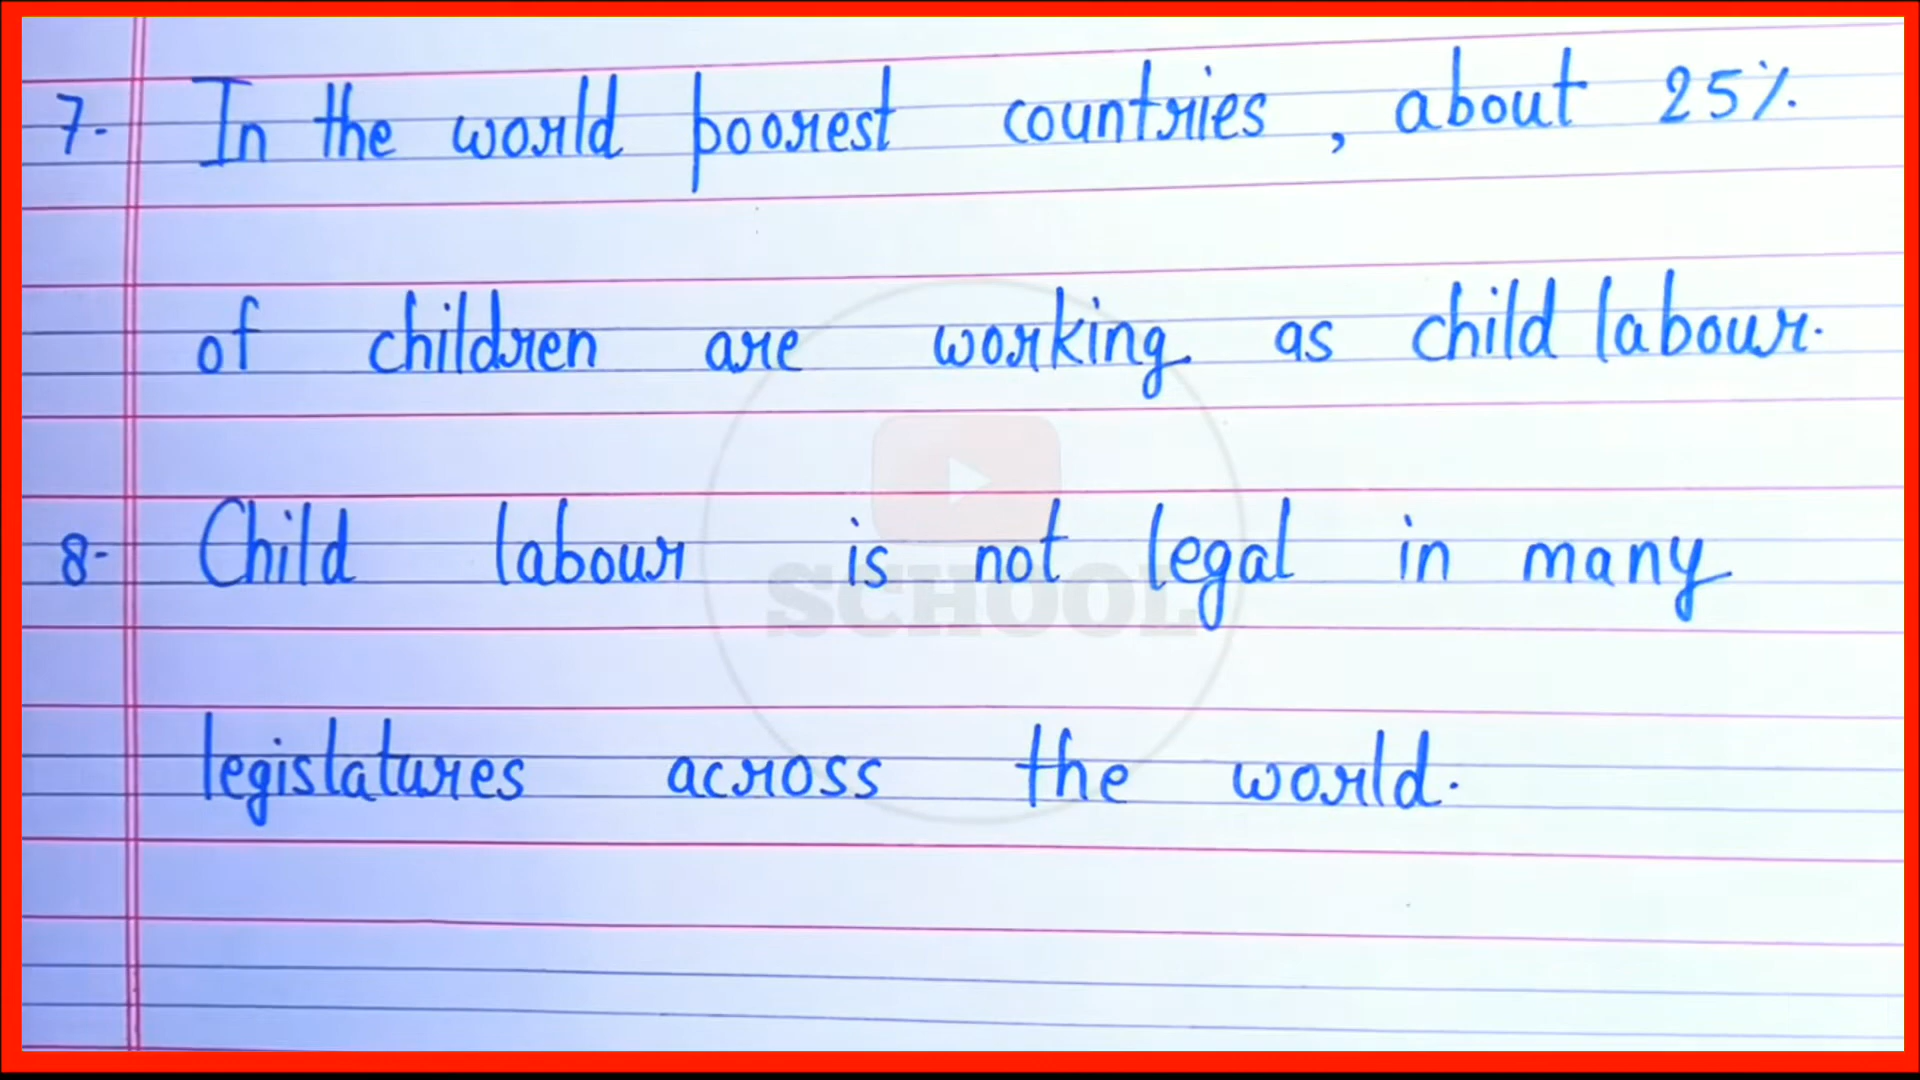 7- In the world poorest countries, about 25%
of children are working as child labour.
SCHOOL
8- Child labour is not legal in many
legislatures across the world.